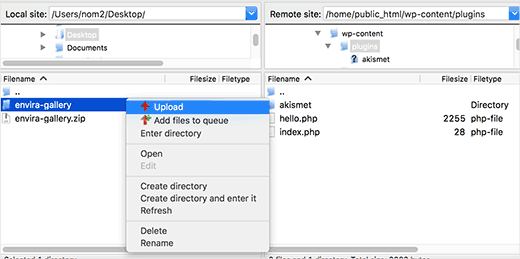 Local site: /Users/nom2/Desktop/
Desktop
Documents
Filename Filesize Filetype
..
envira-gallery
envira-gallery.zip
Upload
Add files to queue
Enter directory
Open
Edit
Create directory
Create directory and enter it
Refresh
Delete
Rename
Selected 1 directory.
Remote site: /home/public_html/wp-content/plugins
wp-content
plugins
akismet
Filename Filesize Filetype
..
akismet Directory
hello.php 2255 php-file
index.php 28 php-file